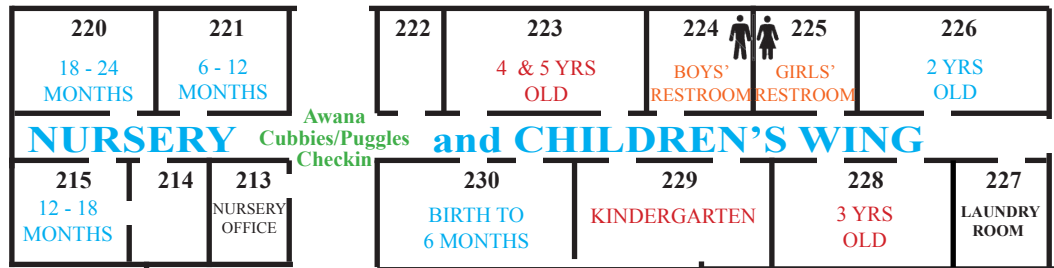 220
18 - 24
MONTHS
221
6 - 12
MONTHS
222
223
4 & 5 YRS
OLD
224
BOYS'
RESTROOM
225
GIRLS'
RESTROOM
226
2 YRS
OLD
NURSERY
Awana
Cubbies/Puggles
Checkin
and CHILDREN'S WING
215
12 - 18
MONTHS
214
213
NURSERY
OFFICE
230
BIRTH TO
6 MONTHS
229
KINDERGARTEN
228
3 YRS
OLD
227
LAUNDRY
ROOM